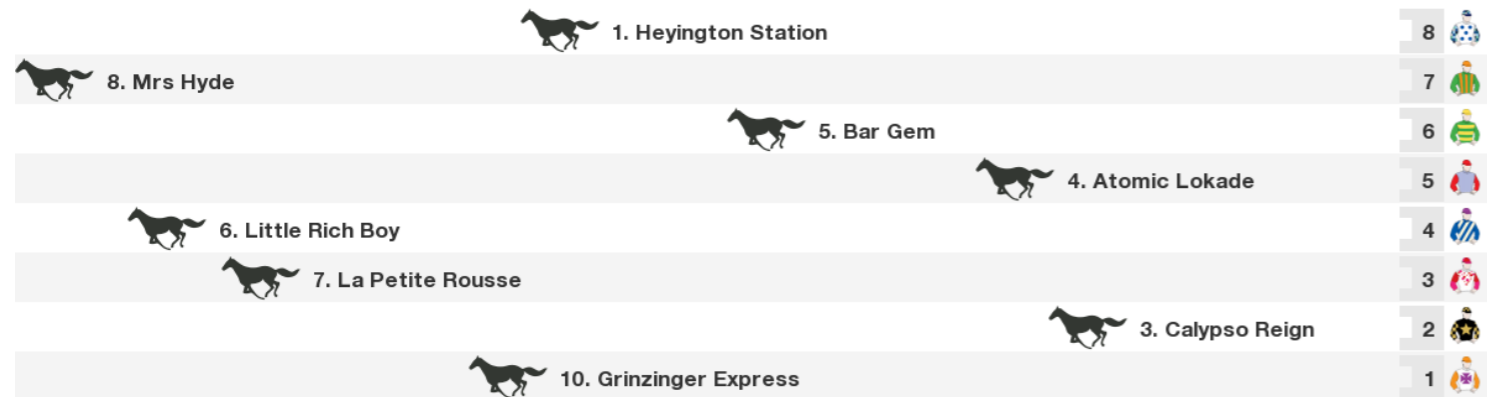 1. Heyington Station 8
8. Mrs Hyde 7
5. Bar Gem 6
4. Atomic Lokade 5
6. Little Rich Boy 4
7. La Petite Rousse 3
3. Calypso Reign 2
10. Grinzinger Express 1